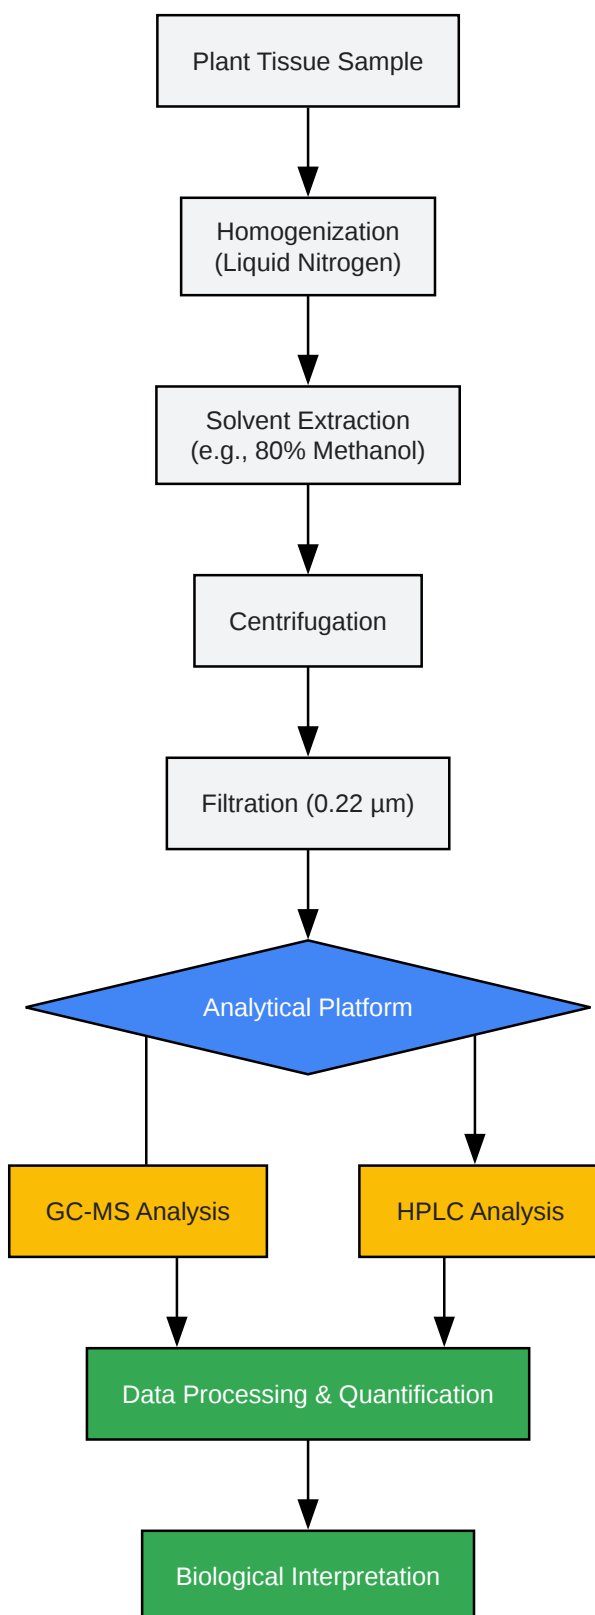 Plant Tissue Sample
Homogenization
(Liquid Nitrogen)
Solvent Extraction
(e.g., 80% Methanol)
Centrifugation
Filtration (0.22 µm)
Analytical Platform
GC-MS Analysis
HPLC Analysis
Data Processing & Quantification
Biological Interpretation